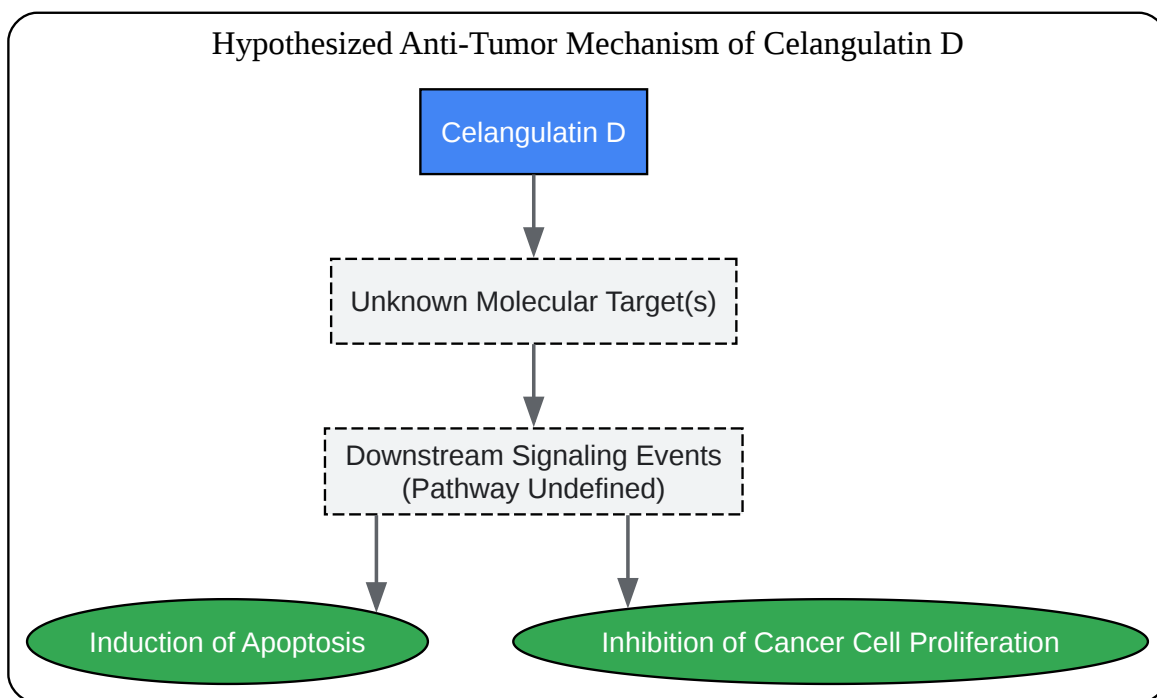 Hypothesized Anti-Tumor Mechanism of Celangulatin D
Celangulatin D
Unknown Molecular Target(s)
Downstream Signaling Events
(Pathway Undefined)
Induction of Apoptosis
Inhibition of Cancer Cell Proliferation